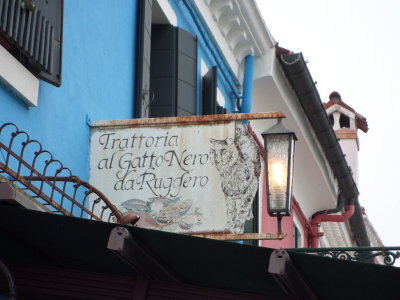 Trattoria
al Gatto Nero
da Ruggero